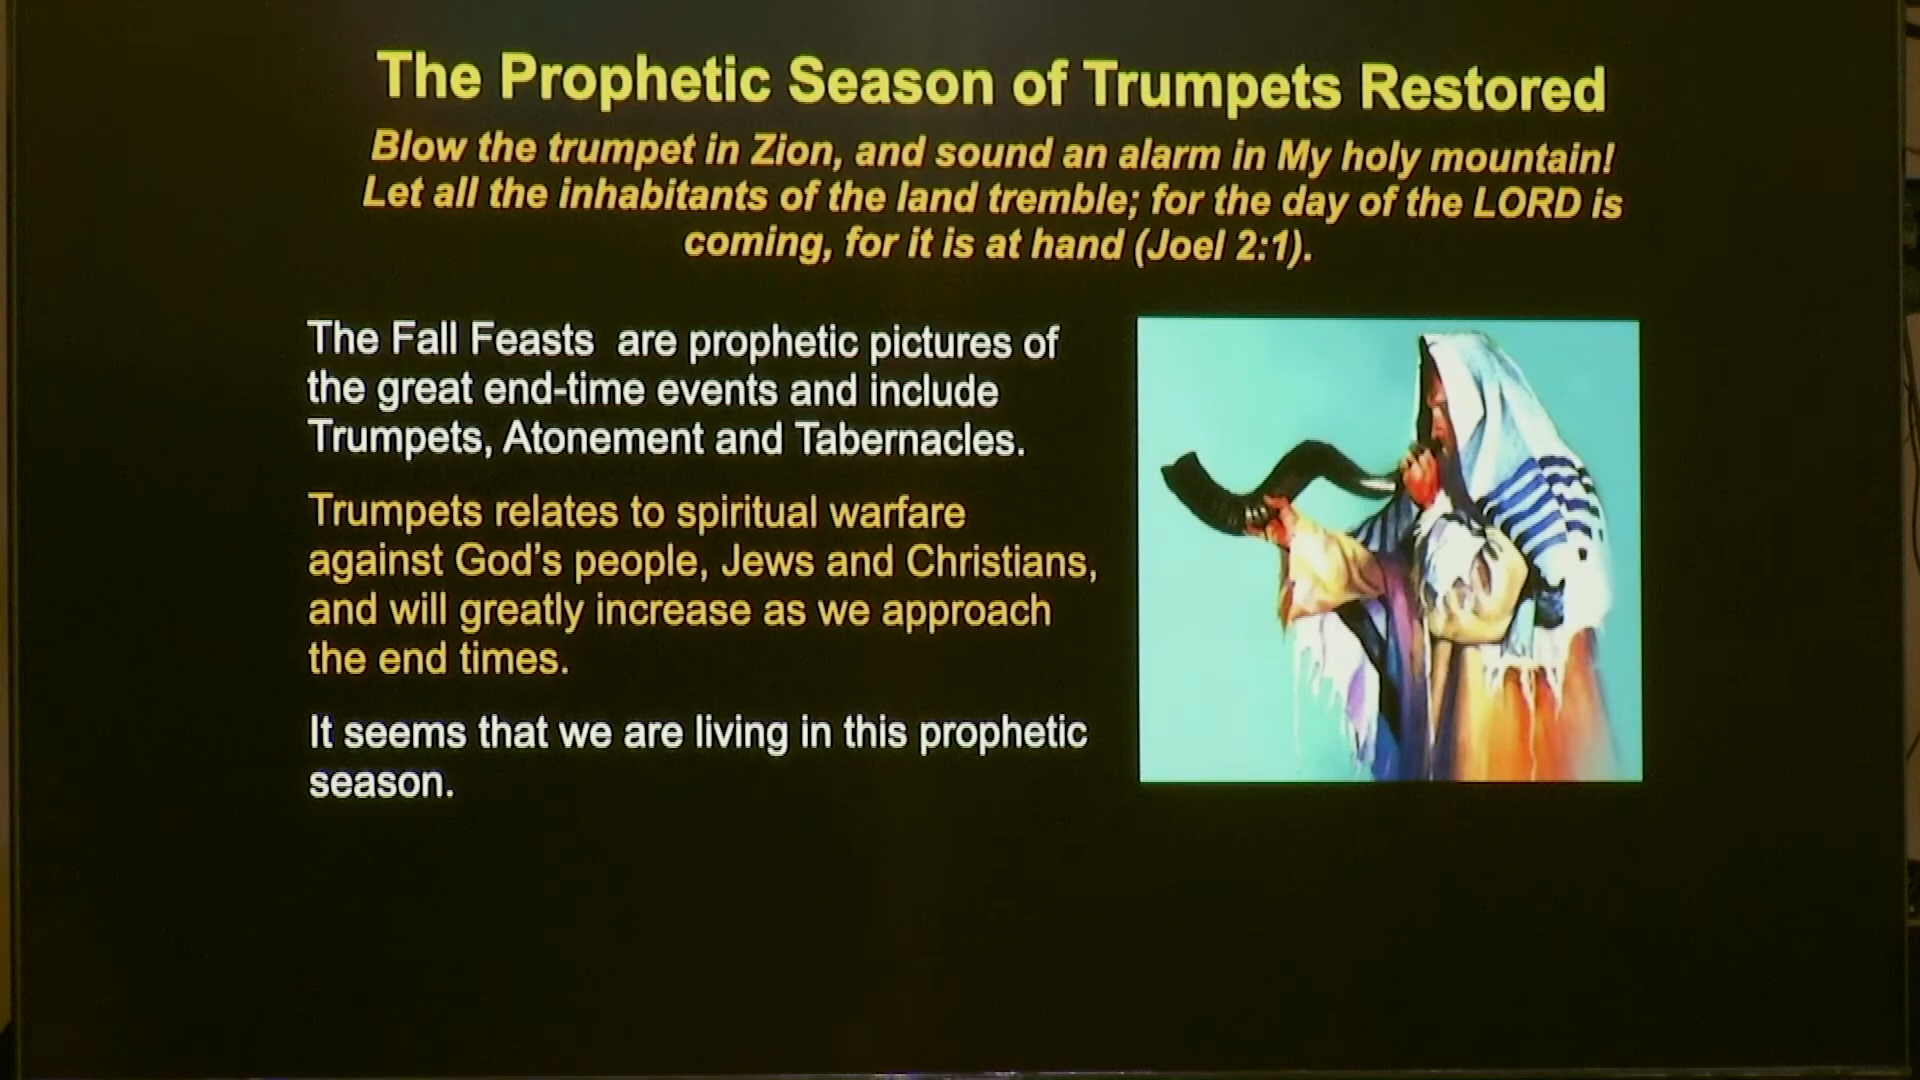 The Prophetic Season of Trumpets Restored
Blow the trumpet in Zion, and sound an alarm in My holy mountain!
Let all the inhabitants of the land tremble; for the day of the LORD is
coming, for it is at hand (Joel 2:1).
The Fall Feasts are prophetic pictures of
the great end-time events and include
Trumpets, Atonement and Tabernacles.
Trumpets relates to spiritual warfare
against God’s people, Jews and Christians,
and will greatly increase as we approach
the end times.
It seems that we are living in this prophetic
season.